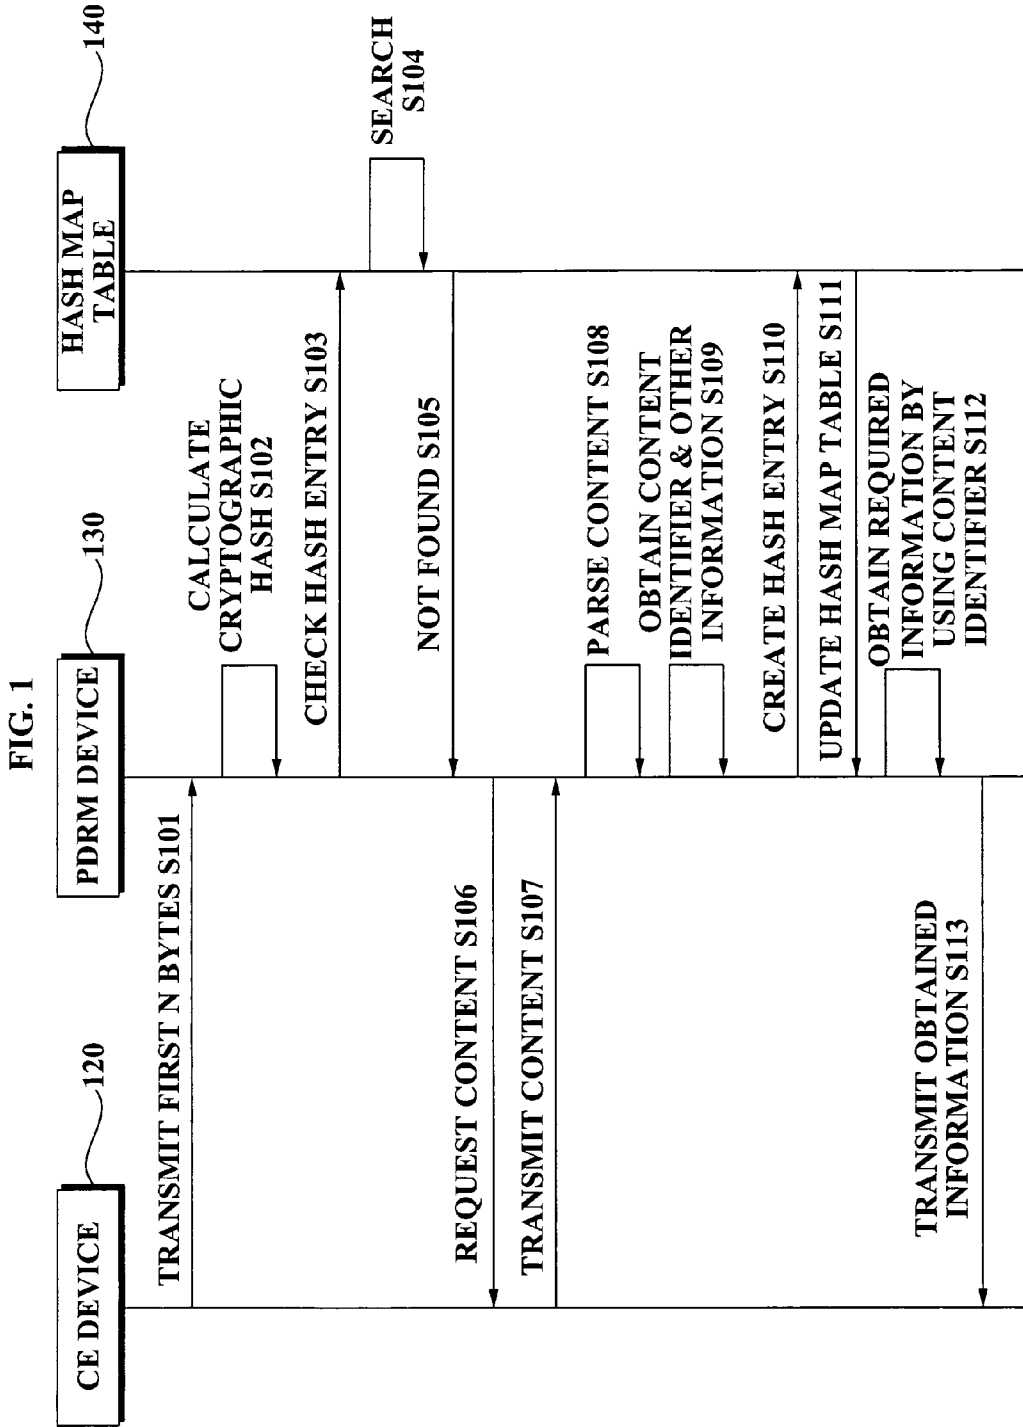 FIG. 1
CE DEVICE
120
PDRM DEVICE
130
HASH MAP
TABLE
140
TRANSMIT FIRST N BYTES S101
CALCULATE
CRYPTOGRAPHIC
HASH S102
CHECK HASH ENTRY S103
SEARCH
S104
NOT FOUND S105
REQUEST CONTENT S106
TRANSMIT CONTENT S107
PARSE CONTENT S108
OBTAIN CONTENT
IDENTIFIER & OTHER
INFORMATION S109
CREATE HASH ENTRY S110
UPDATE HASH MAP TABLE S111
OBTAIN REQUIRED
INFORMATION BY
USING CONTENT
IDENTIFIER S112
TRANSMIT OBTAINED
INFORMATION S113